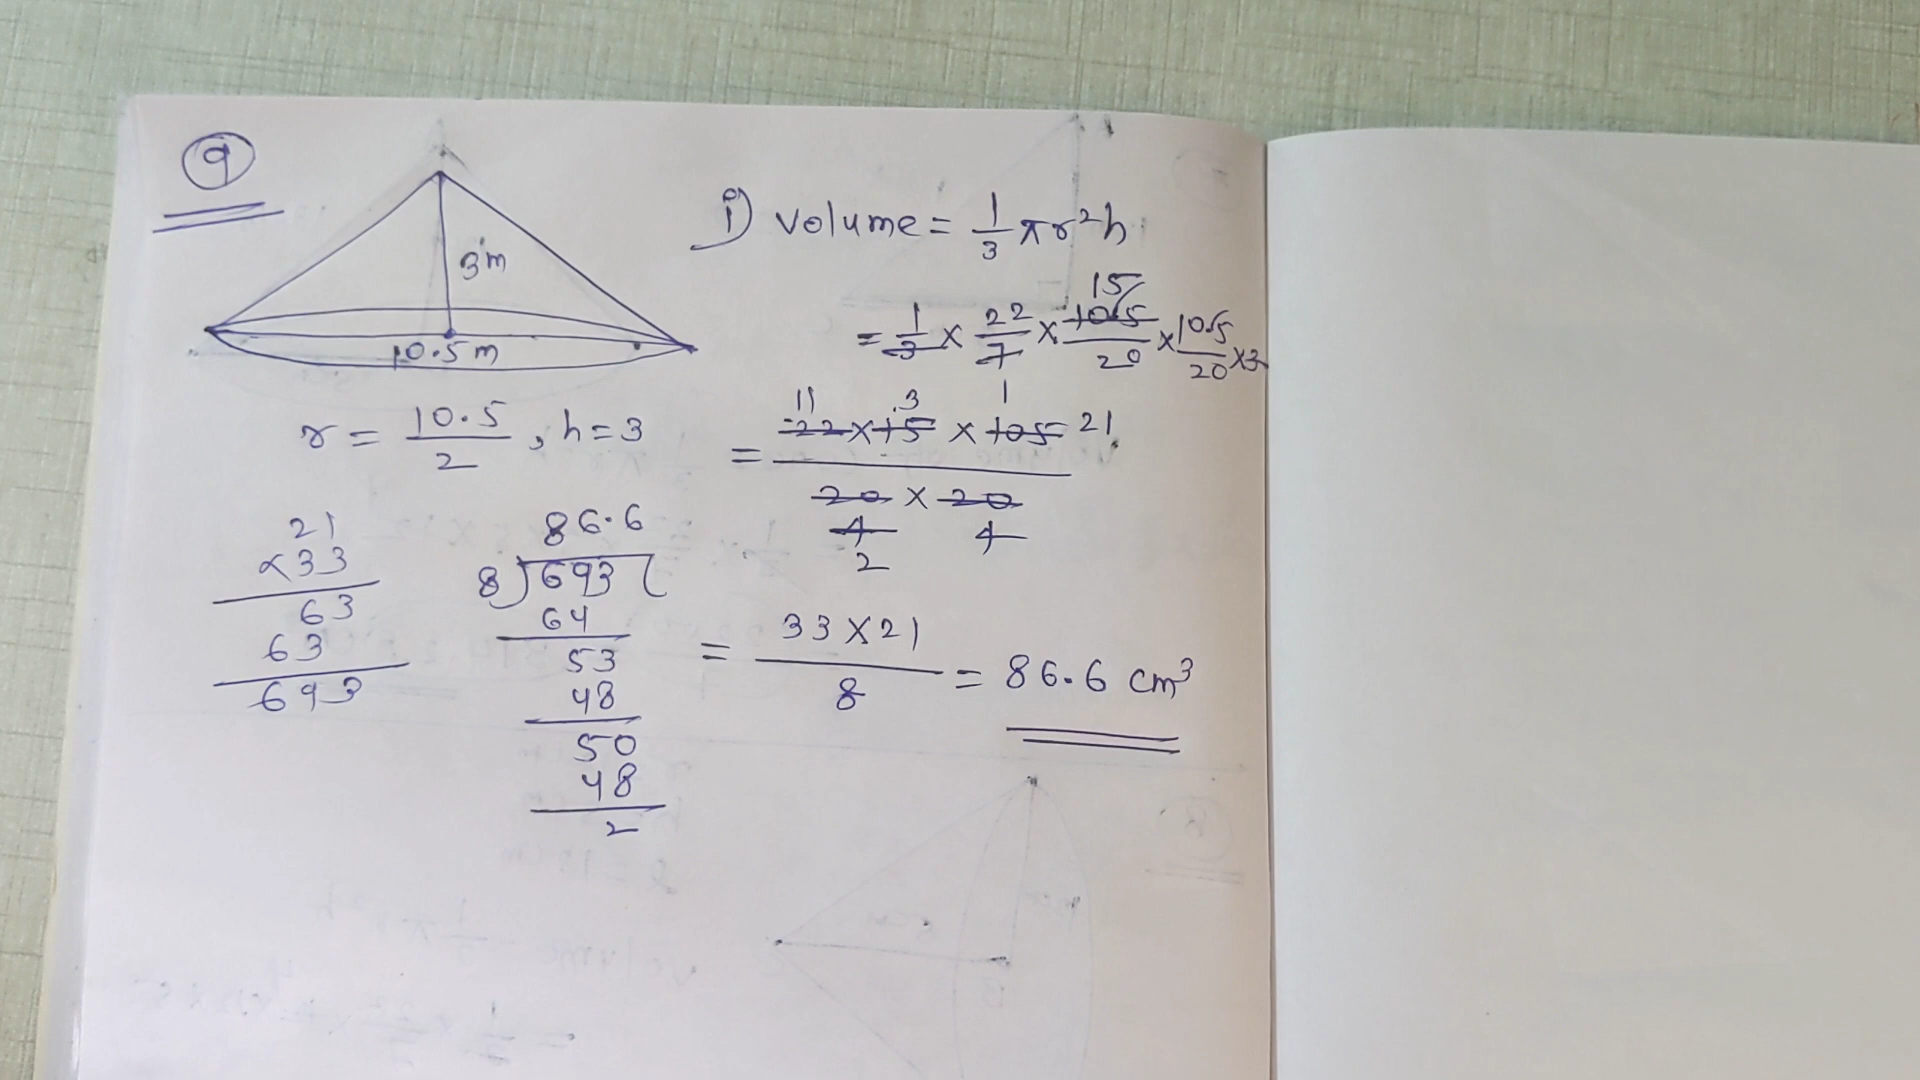 9
3m
10.5m
r = 10.5/2, h=3
i) Volume = 1/3 πr²h
15
= 1/3 × 22/7 × 10.5/20 × 10.5/20 × 3
11 3 1
= 22×15 × 105 21
20 × 20
4 4
2
= 33×21/8 = 86.6 cm³
21
×33
63
63
693
86.6
8)693(
64
53
48
50
48
2